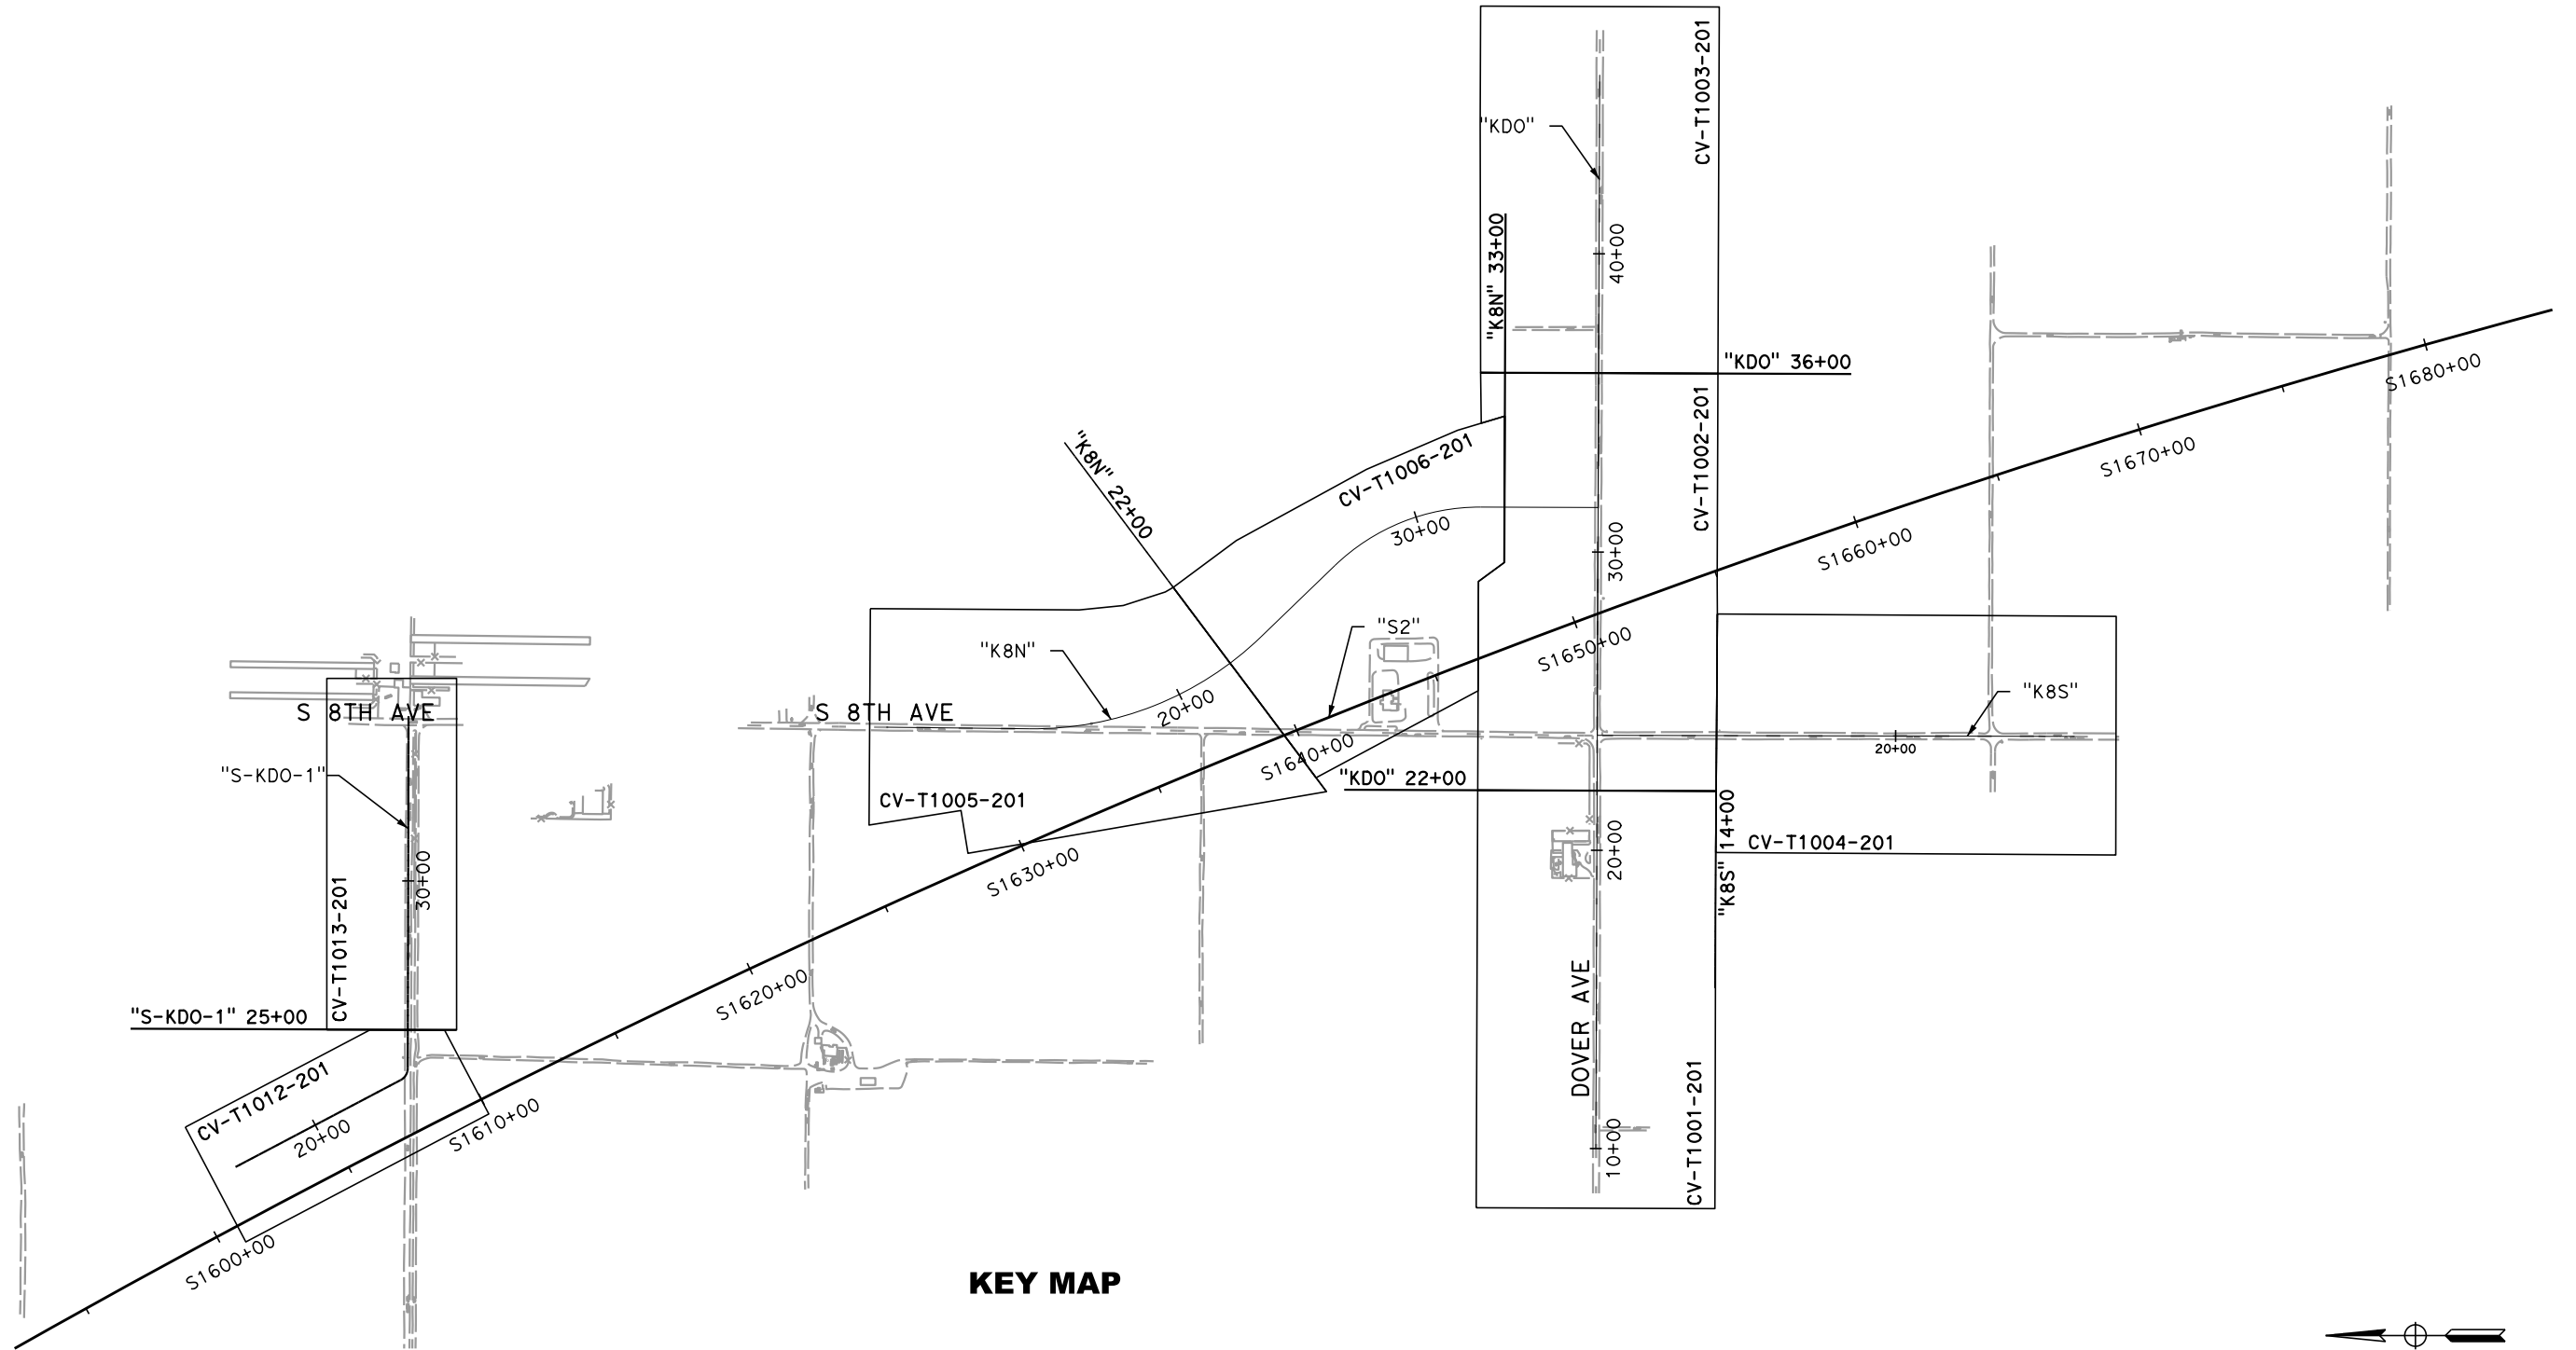 CV-T1003-201
"KDO"
"K8N" 33+00
40+00
"KDO" 36+00
S1680+00
CV-T1002-201
"K8N" 22+00
CV-T1006-201
S1670+00
30+00
30+00
S1660+00
"S2"
"K8N"
S1650+00
"K8S"
20+00
S 8TH AVE
S 8TH AVE
S1640+00
20+00
"S-KDO-1"
"KDO" 22+00
CV-T1005-201
"K8S" 14+00
CV-T1004-201
20+00
30+00
S1630+00
CV-T1013-201
S1620+00
DOVER AVE
"S-KDO-1" 25+00
CV-T1012-201
20+00
S1610+00
CV-T1001-201
10+00
S1600+00
KEY MAP